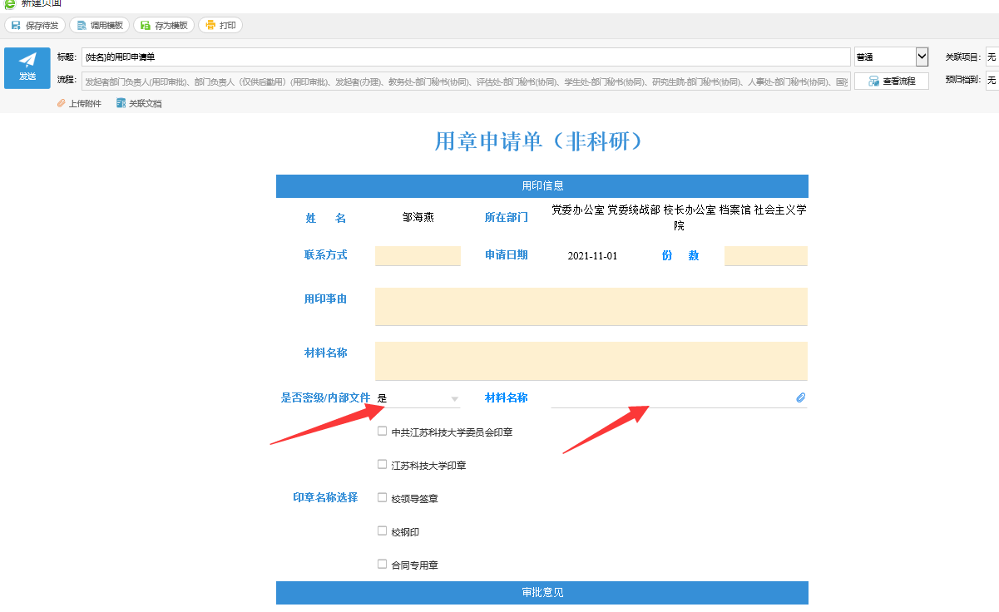 新建页面
保存待发 调用模板 存为模板 打印
发送
标题: {姓名}的用印申请单 普通 关联项目: 无
流程: 发起者部门负责人(用印审批)、部门负责人（仅供后勤用）(用印审批)、发起者(办理)、教务处-部门秘书(协同)、评估处-部门秘书(协同)、学生处-部门秘书(协同)、研究生院-部门秘书(协同)、人事处-部门秘书(协同)、国 查看流程 预归档到: 无
上传附件 关联文档
用章申请单（非科研）
用印信息
姓 名 邹海燕 所在部门 党委办公室 党委统战部 校长办公室 档案馆 社会主义学院
联系方式 申请日期 2021-11-01 份 数
用印事由
材料名称
是否密级/内部文件 是 材料名称
中共江苏科技大学委员会印章
江苏科技大学印章
印章名称选择 校领导签章
校钢印
合同专用章
审批意见